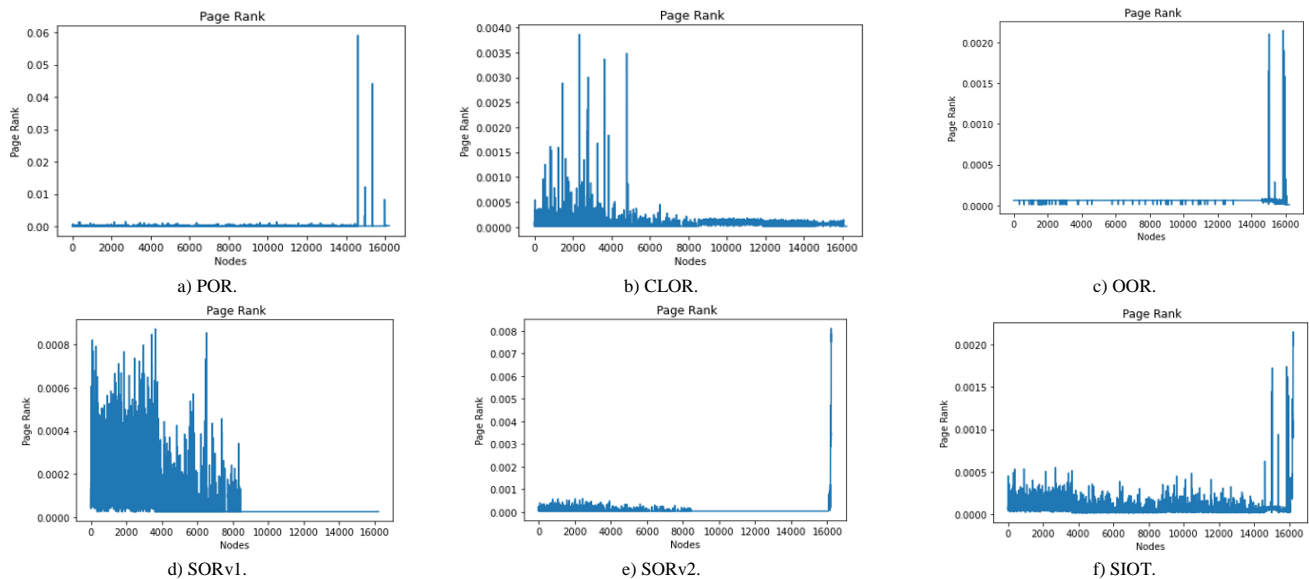 Page Rank
0.06
0.05
0.04
0.03
0.02
0.01
0.00
Page Rank
0 2000 4000 6000 8000 10000 12000 14000 16000
Nodes
a) POR.
Page Rank
0.0040
0.0035
0.0030
0.0025
0.0020
0.0015
0.0010
0.0005
0.0000
Page Rank
0 2000 4000 6000 8000 10000 12000 14000 16000
Nodes
b) CLOR.
Page Rank
0.0020
0.0015
0.0010
0.0005
0.0000
Page Rank
0 2000 4000 6000 8000 10000 12000 14000 16000
Nodes
c) OOR.
Page Rank
0.0008
0.0006
0.0004
0.0002
0.0000
Page Rank
0 2000 4000 6000 8000 10000 12000 14000 16000
Nodes
d) SORv1.
Page Rank
0.008
0.007
0.006
0.005
0.004
0.003
0.002
0.001
0.000
Page Rank
0 2000 4000 6000 8000 10000 12000 14000 16000
Nodes
e) SORv2.
Page Rank
0.0020
0.0015
0.0010
0.0005
0.0000
Page Rank
0 2000 4000 6000 8000 10000 12000 14000 16000
Nodes
f) SIOT.